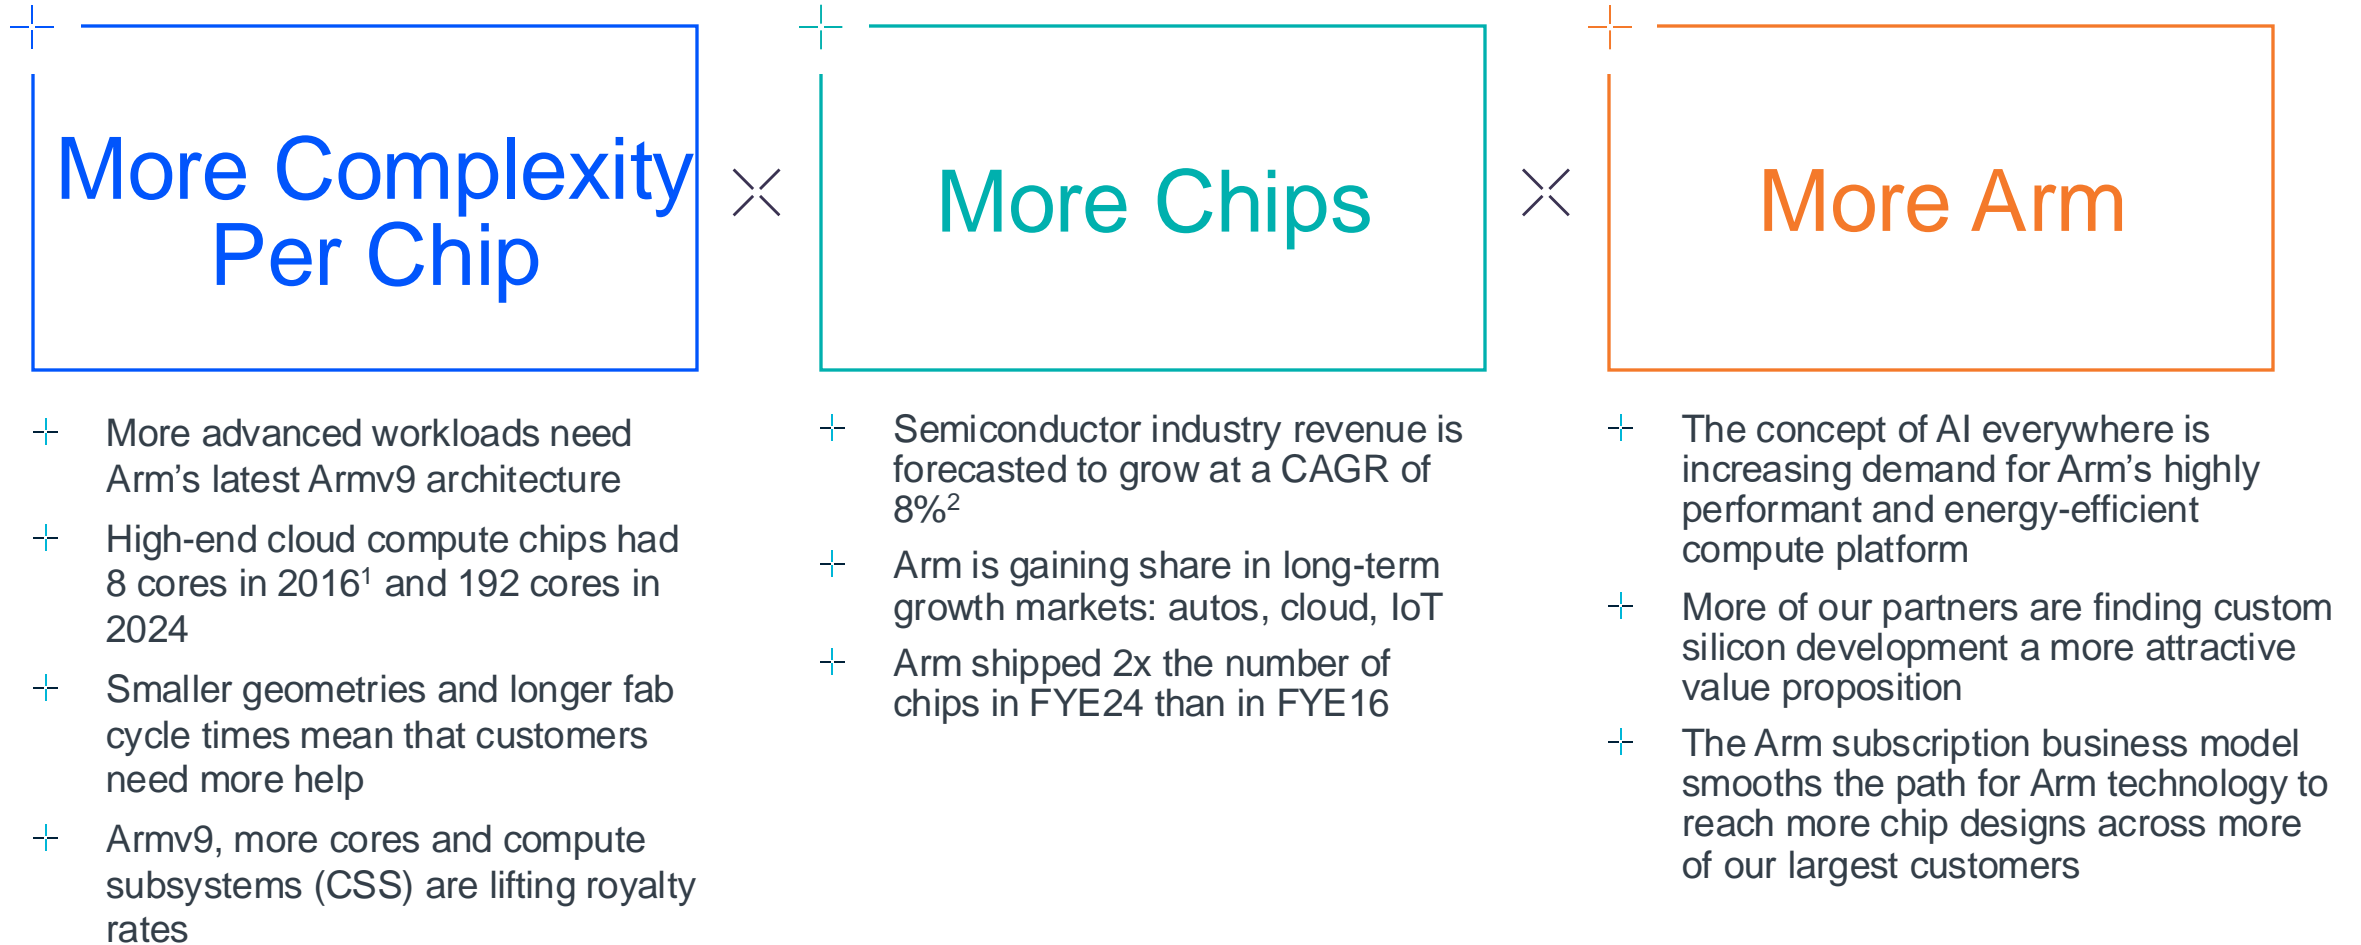 More Complexity
Per Chip
More advanced workloads need
Arm’s latest Armv9 architecture
High-end cloud compute chips had
8 cores in 2016¹ and 192 cores in
2024
Smaller geometries and longer fab
cycle times mean that customers
need more help
Armv9, more cores and compute
subsystems (CSS) are lifting royalty
rates
More Chips
Semiconductor industry revenue is
forecasted to grow at a CAGR of
8%²
Arm is gaining share in long-term
growth markets: autos, cloud, IoT
Arm shipped 2x the number of
chips in FYE24 than in FYE16
More Arm
The concept of AI everywhere is
increasing demand for Arm’s highly
performant and energy-efficient
compute platform
More of our partners are finding custom
silicon development a more attractive
value proposition
The Arm subscription business model
smooths the path for Arm technology to
reach more chip designs across more
of our largest customers